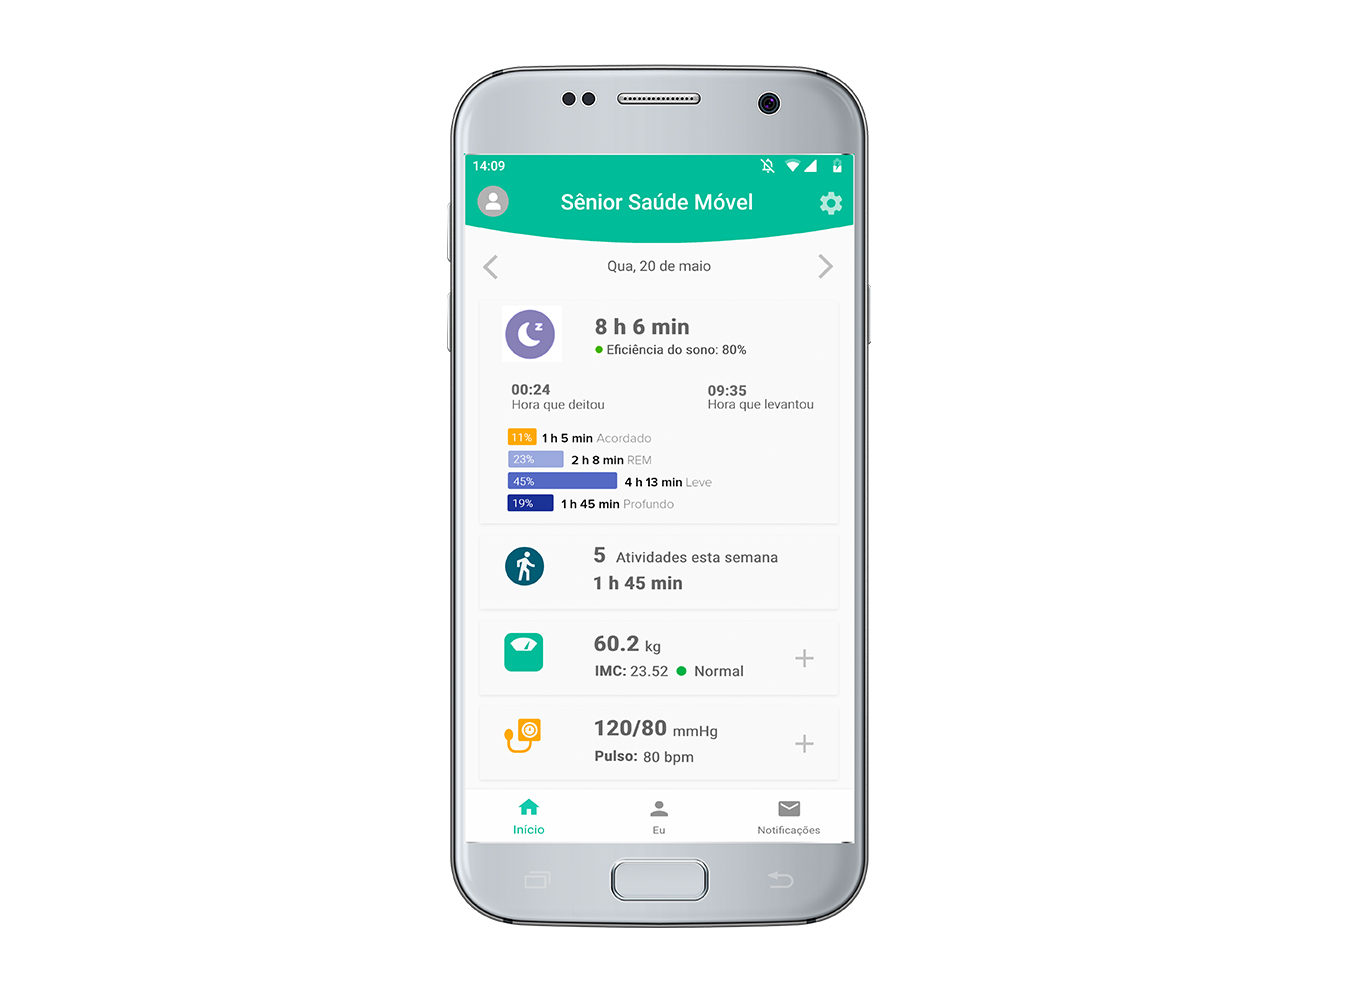 14:09
Sênior Saúde Móvel
Qua, 20 de maio
8 h 6 min
Eficiência do sono: 80%
00:24
Hora que deitou
09:35
Hora que levantou
11% 1 h 5 min Acordado
23% 2 h 8 min REM
45% 4 h 13 min Leve
19% 1 h 45 min Profundo
5 Atividades esta semana
1 h 45 min
60.2 kg
IMC: 23.52 Normal
120/80 mmHg
Pulso: 80 bpm
Início
Eu
Notificações